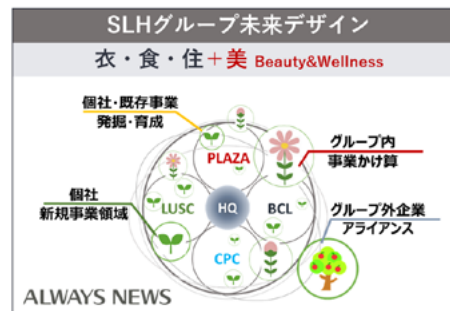 SLHグループ未来デザイン
衣・食・住＋美 Beauty&Wellness
個社・既存事業
発掘・育成
グループ内
事業かけ算
PLAZA
個社
新規事業領域
LUSC
HQ
BCL
グループ外企業
アライアンス
CPC
ALWAYS NEWS